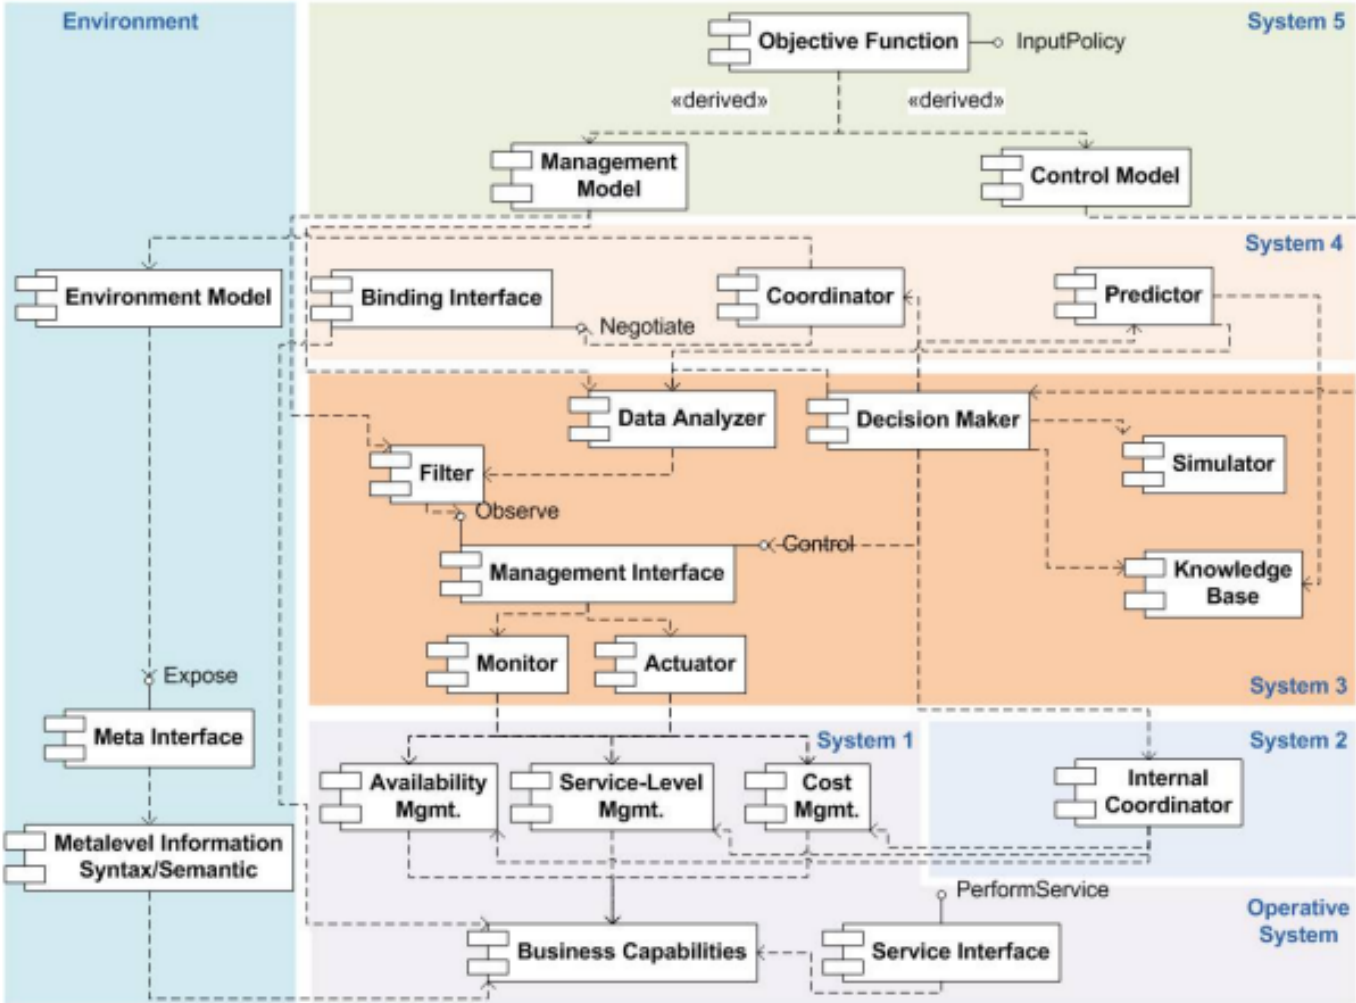 Environment
System 5
Objective Function
InputPolicy
«derived»
«derived»
Management
Model
Control Model
System 4
Environment Model
Binding Interface
Coordinator
Predictor
Negotiate
Data Analyzer
Decision Maker
Filter
Simulator
Observe
Control
Management Interface
Knowledge
Base
Monitor
Actuator
Expose
System 3
Meta Interface
System 1
System 2
Availability
Mgmt.
Service-Level
Mgmt.
Cost
Mgmt.
Internal
Coordinator
Metalevel Information
Syntax/Semantic
PerformService
Operative
System
Business Capabilities
Service Interface